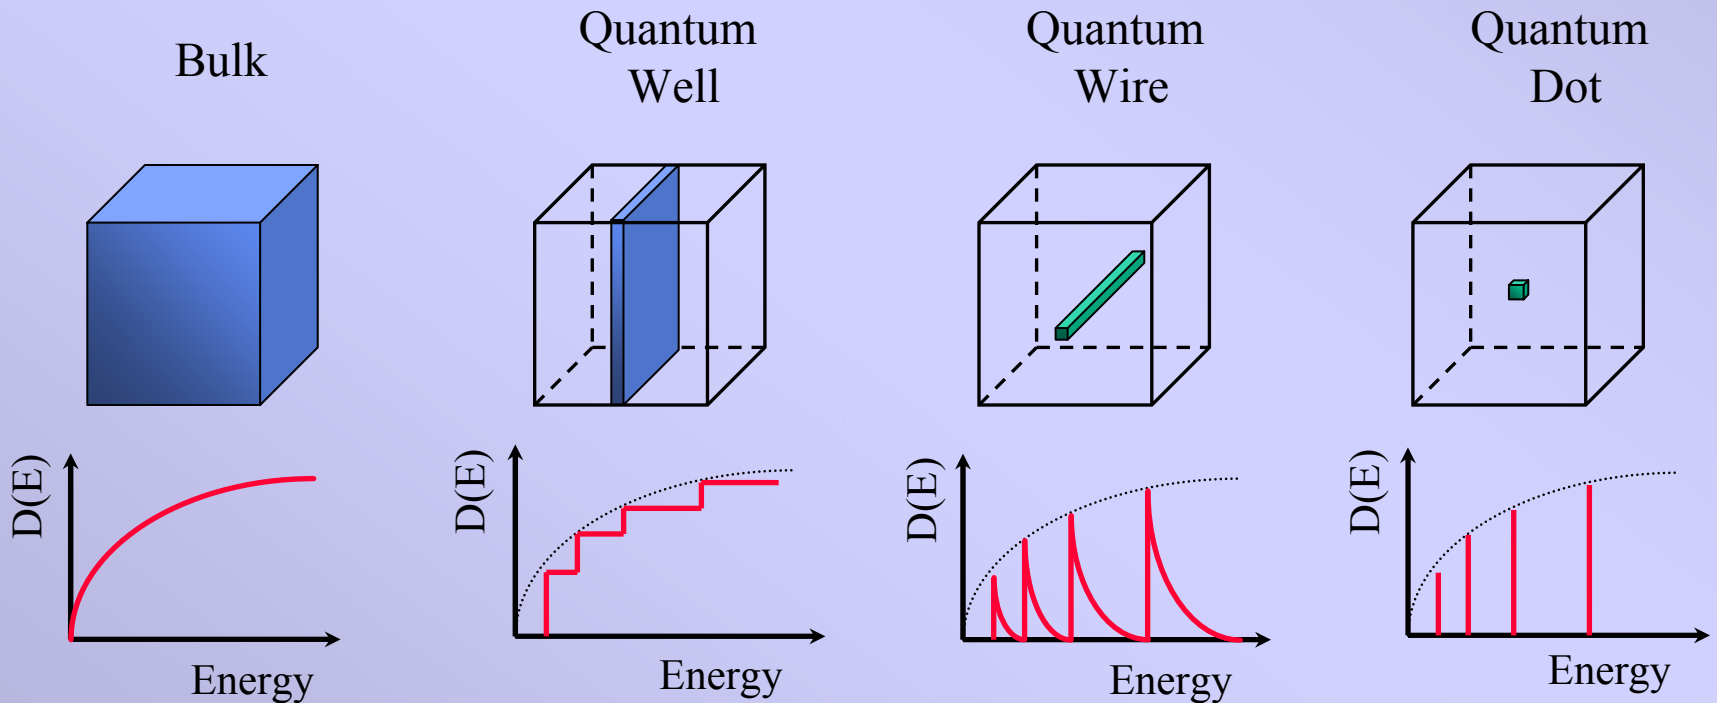 Bulk
Quantum
Well
Quantum
Wire
Quantum
Dot
D(E)
Energy
D(E)
Energy
D(E)
Energy
D(E)
Energy